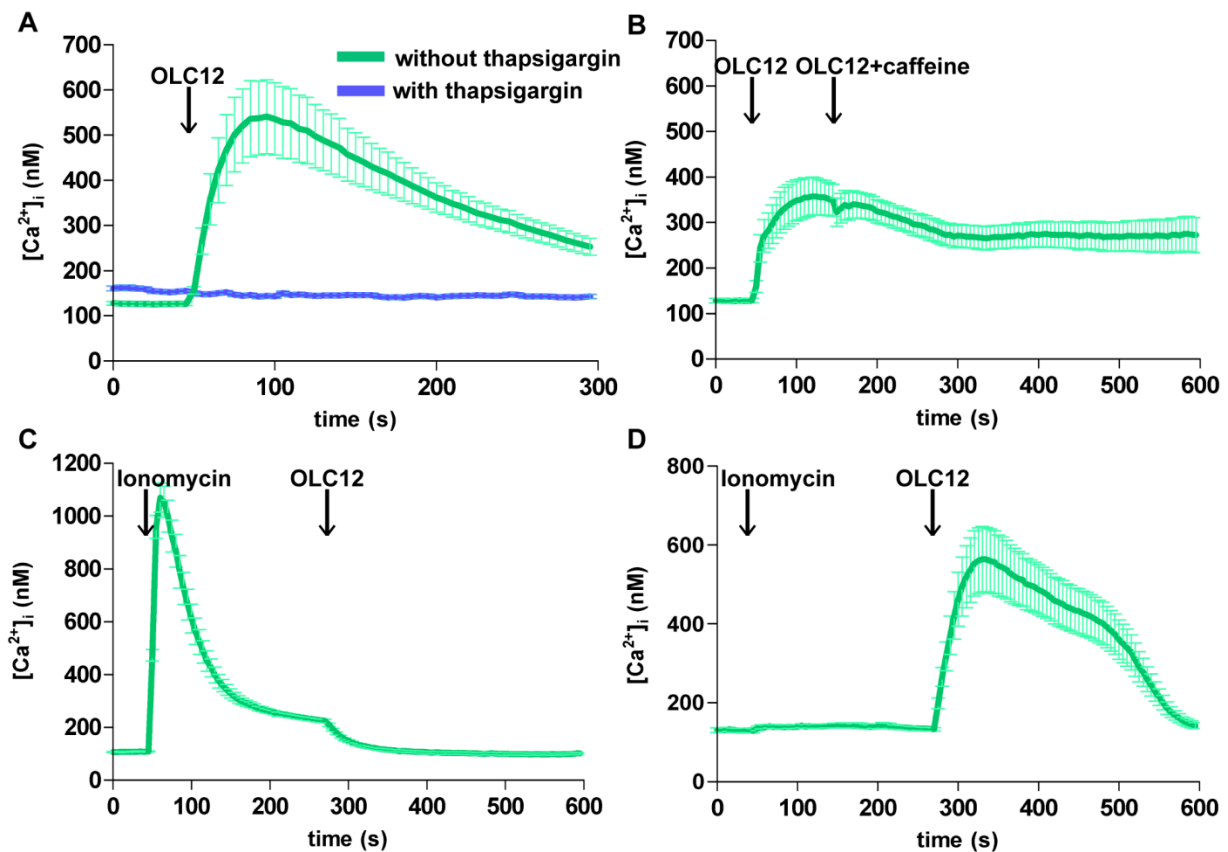 A
[Ca²⁺]ᵢ (nM)
700
600
500
400
300
200
100
0
OLC12
without thapsigargin
with thapsigargin
0 100 200 300
time (s)
B
[Ca²⁺]ᵢ (nM)
700
600
500
400
300
200
100
0
OLC12 OLC12+caffeine
0 100 200 300 400 500 600
time (s)
C
[Ca²⁺]ᵢ (nM)
1200
1000
800
600
400
200
0
Ionomycin OLC12
0 100 200 300 400 500 600
time (s)
D
[Ca²⁺]ᵢ (nM)
800
600
400
200
0
Ionomycin OLC12
0 100 200 300 400 500 600
time (s)